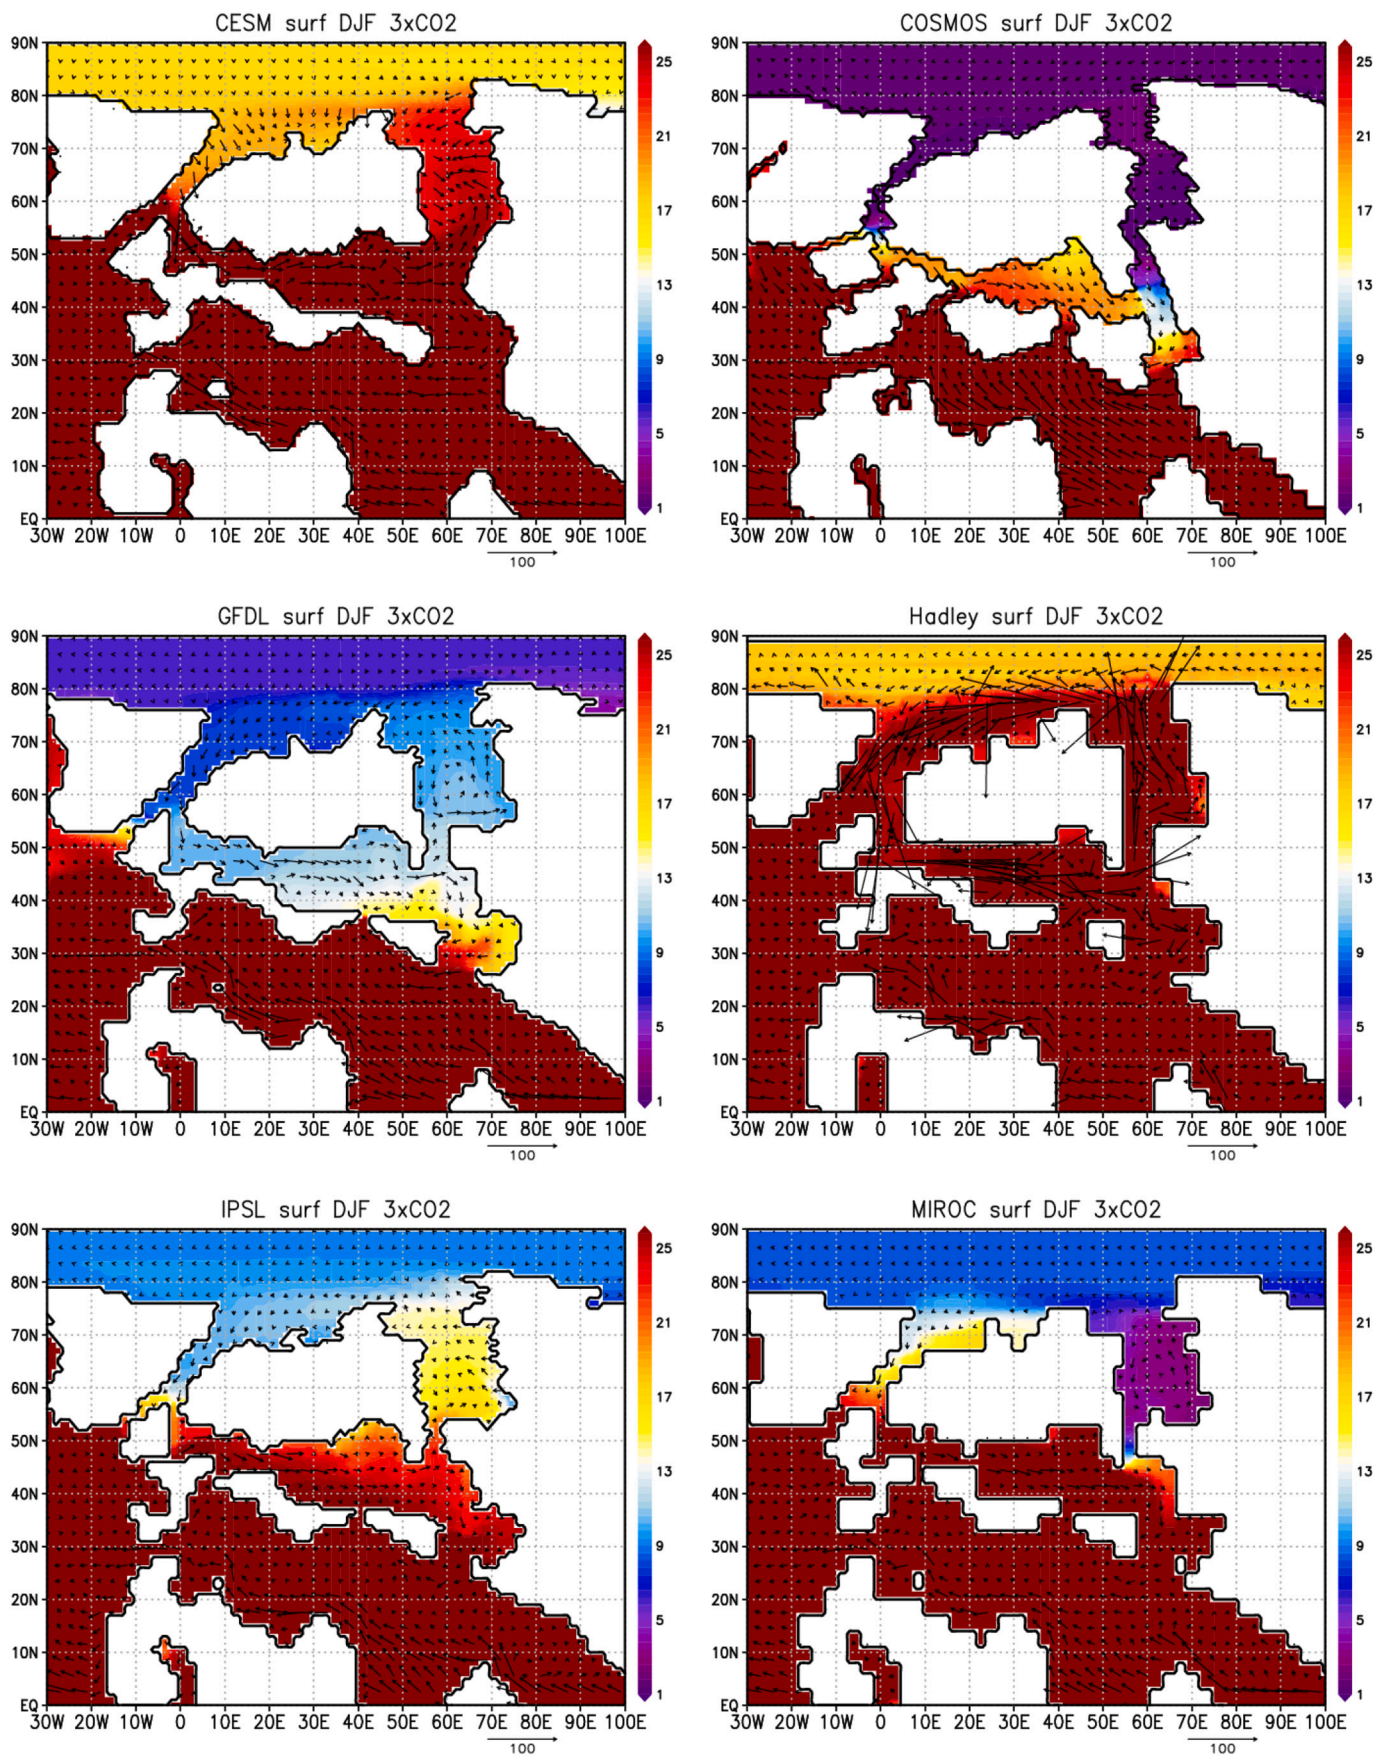 CESM surf DJF 3xCO2
90N
80N
70N
60N
50N
40N
30N
20N
10N
EQ
30W 20W 10W 0 10E 20E 30E 40E 50E 60E 70E 80E 90E 100E
25
21
17
13
9
5
1
100
COSMOS surf DJF 3xCO2
90N
80N
70N
60N
50N
40N
30N
20N
10N
EQ
30W 20W 10W 0 10E 20E 30E 40E 50E 60E 70E 80E 90E 100E
25
21
17
13
9
5
1
100
GFDL surf DJF 3xCO2
90N
80N
70N
60N
50N
40N
30N
20N
10N
EQ
30W 20W 10W 0 10E 20E 30E 40E 50E 60E 70E 80E 90E 100E
25
21
17
13
9
5
1
100
Hadley surf DJF 3xCO2
90N
80N
70N
60N
50N
40N
30N
20N
10N
EQ
30W 20W 10W 0 10E 20E 30E 40E 50E 60E 70E 80E 90E 100E
25
21
17
13
9
5
1
100
IPSL surf DJF 3xCO2
90N
80N
70N
60N
50N
40N
30N
20N
10N
EQ
30W 20W 10W 0 10E 20E 30E 40E 50E 60E 70E 80E 90E 100E
25
21
17
13
9
5
1
100
MIROC surf DJF 3xCO2
90N
80N
70N
60N
50N
40N
30N
20N
10N
EQ
30W 20W 10W 0 10E 20E 30E 40E 50E 60E 70E 80E 90E 100E
25
21
17
13
9
5
1
100